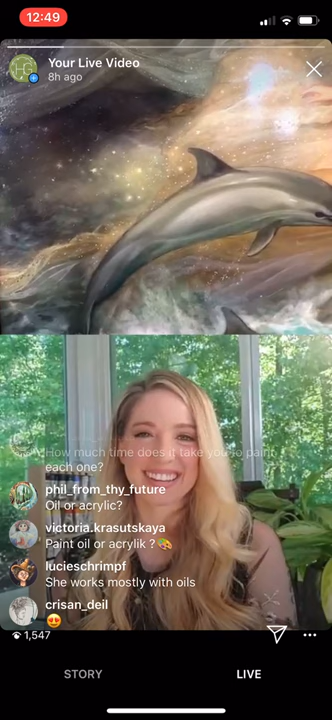 12:49
Your Live Video
8h ago
How much time does it take you to paint
each one?
phil_from_thy_future
Oil or acrylic?
victoria.krasutskaya
Paint oil or acrylik ? 🎨
lucieschrimpf
She works mostly with oils
crisan_deil
😍
1,547
STORY
LIVE